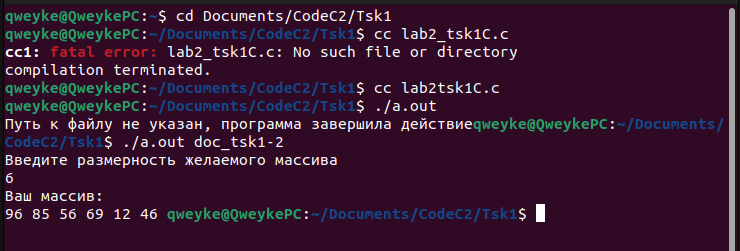 qweyke@QweykePC:~$ cd Documents/CodeC2/Tsk1
qweyke@QweykePC:~/Documents/CodeC2/Tsk1$ cc lab2_tsk1C.c
cc1: fatal error: lab2_tsk1C.c: No such file or directory
compilation terminated.
qweyke@QweykePC:~/Documents/CodeC2/Tsk1$ cc lab2tsk1C.c
qweyke@QweykePC:~/Documents/CodeC2/Tsk1$ ./a.out
Путь к файлу не указан, программа завершила действиеqweyke@QweykePC:~/Documents/
CodeC2/Tsk1$ ./a.out doc_tsk1-2
Введите размерность желаемого массива
6
Ваш массив:
96 85 56 69 12 46 qweyke@QweykePC:~/Documents/CodeC2/Tsk1$